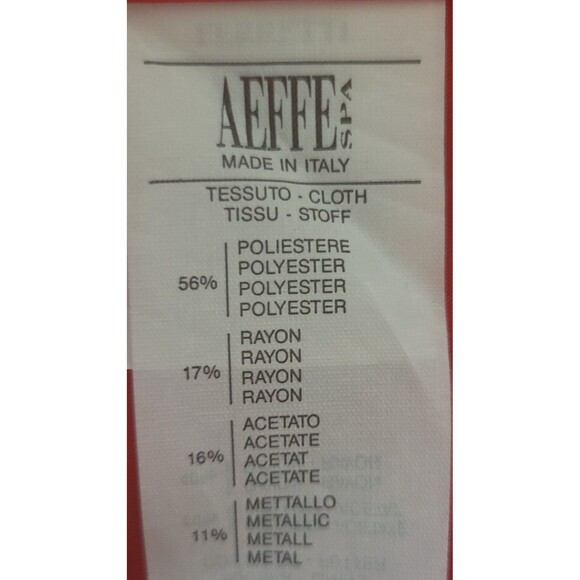 AEFFE SPA
MADE IN ITALY
TESSUTO - CLOTH
TISSU - STOFF
56%
POLIESTERE
POLYESTER
POLYESTER
POLYESTER
17%
RAYON
RAYON
RAYON
RAYON
16%
ACETATO
ACETATE
ACETAT
ACETATE
11%
METTALLO
METALLIC
METALL
METAL